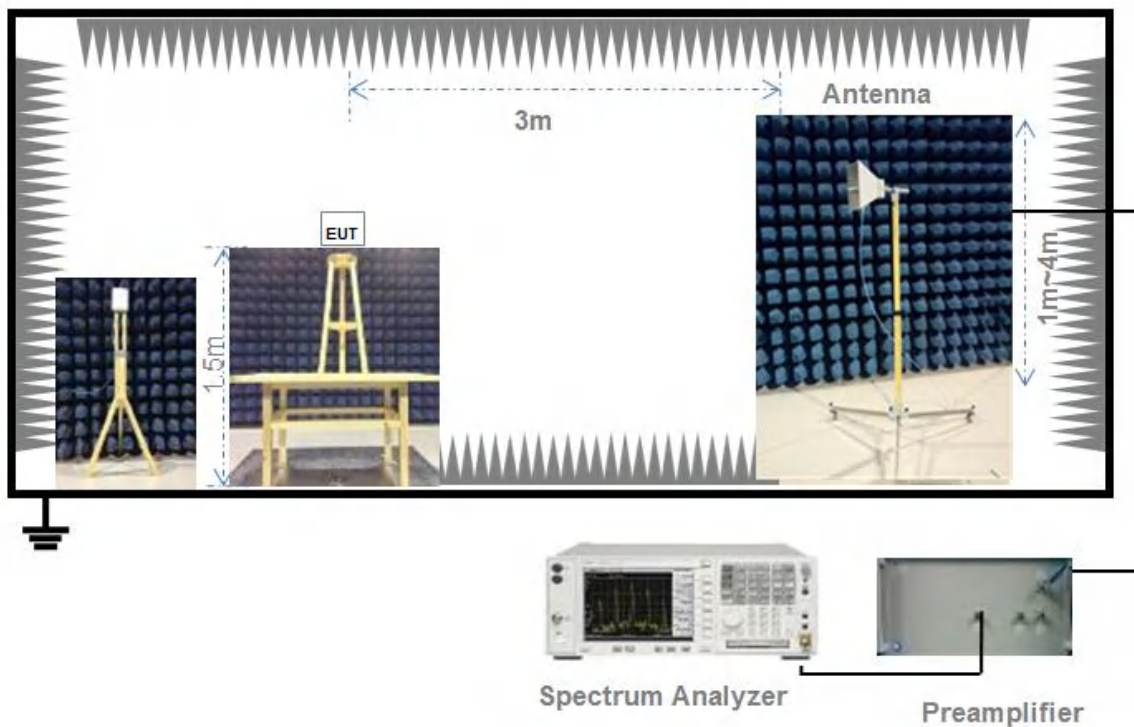 Antenna
3m
EUT
1.5m
1m~4m
Spectrum Analyzer
Preamplifier